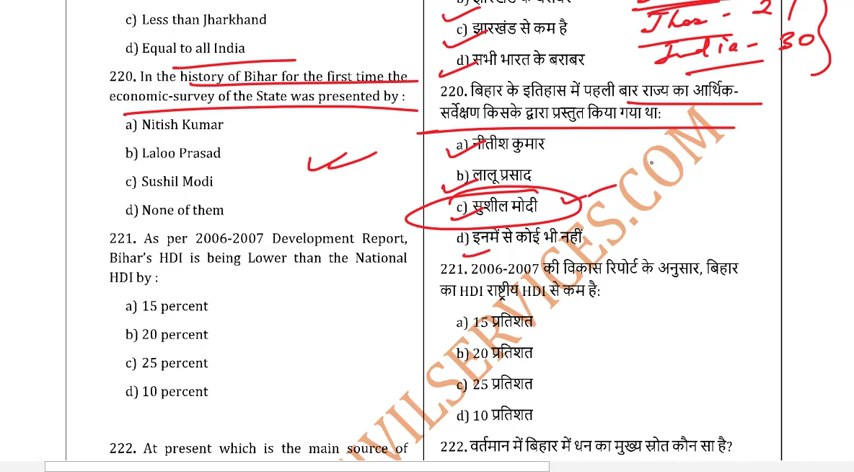 c) Less than Jharkhand
d) Equal to all India
220. In the history of Bihar for the first time the
economic-survey of the State was presented by :
a) Nitish Kumar
b) Laloo Prasad
c) Sushil Modi
d) None of them
221. As per 2006-2007 Development Report,
Bihar's HDI is being Lower than the National
HDI by :
a) 15 percent
b) 20 percent
c) 25 percent
d) 10 percent
222. At present which is the main source of
c) झारखंड से कम है
d) सभी भारत के बराबर
220. बिहार के इतिहास में पहली बार राज्य का आर्थिक-
सर्वेक्षण किसके द्वारा प्रस्तुत किया गया था:
a) नीतीश कुमार
b) लालू प्रसाद
c) सुशील मोदी
d) इनमें से कोई भी नहीं
221. 2006-2007 की विकास रिपोर्ट के अनुसार, बिहार
का HDI राष्ट्रीय HDI से कम है:
a) 15 प्रतिशत
b) 20 प्रतिशत
c) 25 प्रतिशत
d) 10 प्रतिशत
222. वर्तमान में बिहार में धन का मुख्य स्रोत कौन सा है?
India - 30
CIVILSERVICES.COM